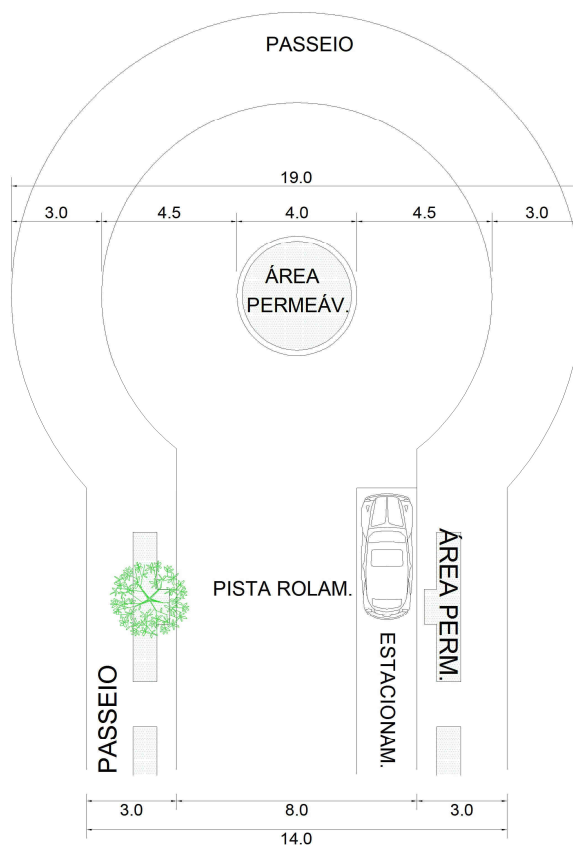 PASSEIO
19.0
3.0
4.5
4.0
4.5
3.0
ÁREA
PERMEÁV.
PISTA ROLAM.
ÁREA PERM.
ESTACIONAM.
PASSEIO
3.0
8.0
3.0
14.0